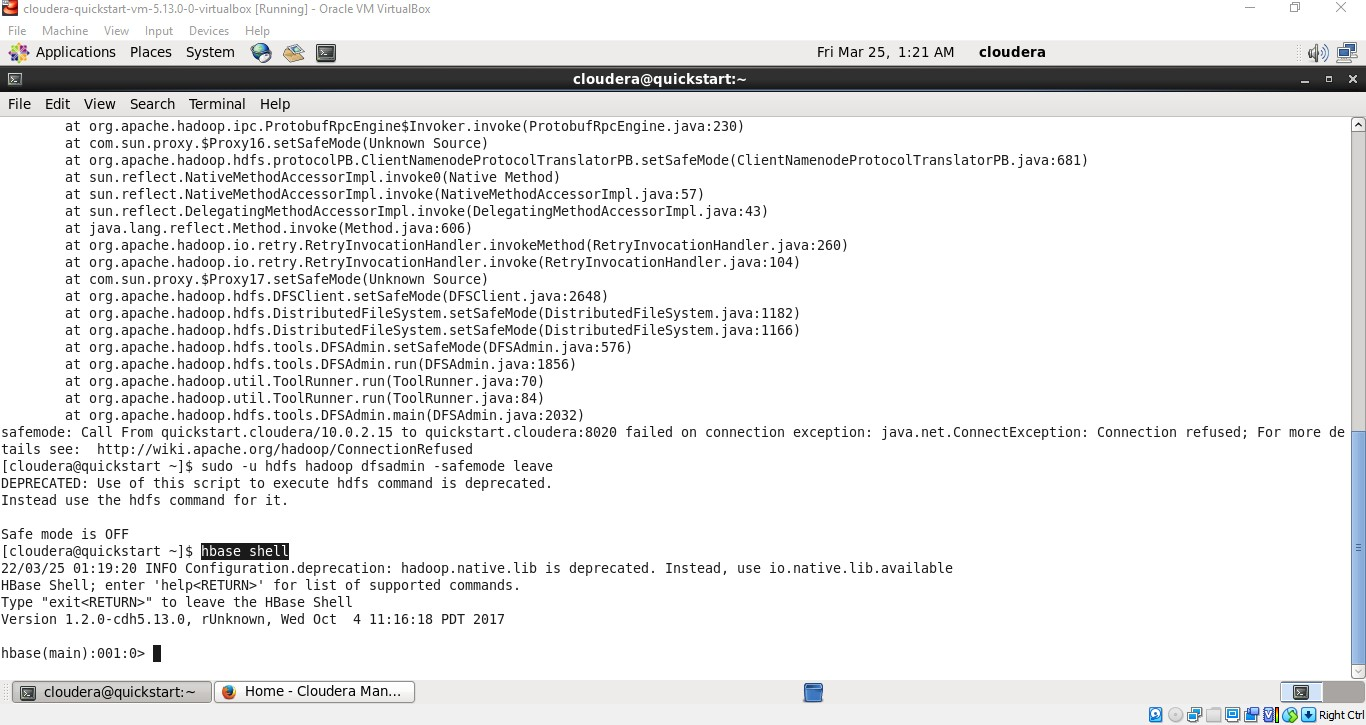 cloudera-quickstart-vm-5.13.0-0-virtualbox [Running] - Oracle VM VirtualBox
File Machine View Input Devices Help
Applications Places System Fri Mar 25, 1:21 AM cloudera
cloudera@quickstart:~
File Edit View Search Terminal Help
at org.apache.hadoop.ipc.ProtobufRpcEngine$Invoker.invoke(ProtobufRpcEngine.java:230)
at com.sun.proxy.$Proxy16.setSafeMode(Unknown Source)
at org.apache.hadoop.hdfs.protocolPB.ClientNamenodeProtocolTranslatorPB.setSafeMode(ClientNamenodeProtocolTranslatorPB.java:681)
at sun.reflect.NativeMethodAccessorImpl.invoke0(Native Method)
at sun.reflect.NativeMethodAccessorImpl.invoke(NativeMethodAccessorImpl.java:57)
at sun.reflect.DelegatingMethodAccessorImpl.invoke(DelegatingMethodAccessorImpl.java:43)
at java.lang.reflect.Method.invoke(Method.java:606)
at org.apache.hadoop.io.retry.RetryInvocationHandler.invokeMethod(RetryInvocationHandler.java:260)
at org.apache.hadoop.io.retry.RetryInvocationHandler.invoke(RetryInvocationHandler.java:104)
at com.sun.proxy.$Proxy17.setSafeMode(Unknown Source)
at org.apache.hadoop.hdfs.DFSClient.setSafeMode(DFSClient.java:2648)
at org.apache.hadoop.hdfs.DistributedFileSystem.setSafeMode(DistributedFileSystem.java:1182)
at org.apache.hadoop.hdfs.DistributedFileSystem.setSafeMode(DistributedFileSystem.java:1166)
at org.apache.hadoop.hdfs.tools.DFSAdmin.setSafeMode(DFSAdmin.java:576)
at org.apache.hadoop.hdfs.tools.DFSAdmin.run(DFSAdmin.java:1856)
at org.apache.hadoop.util.ToolRunner.run(ToolRunner.java:70)
at org.apache.hadoop.util.ToolRunner.run(ToolRunner.java:84)
at org.apache.hadoop.hdfs.tools.DFSAdmin.main(DFSAdmin.java:2032)
safemode: Call From quickstart.cloudera/10.0.2.15 to quickstart.cloudera:8020 failed on connection exception: java.net.ConnectException: Connection refused; For more de
tails see:  http://wiki.apache.org/hadoop/ConnectionRefused
[cloudera@quickstart ~]$ sudo -u hdfs hadoop dfsadmin -safemode leave
DEPRECATED: Use of this script to execute hdfs command is deprecated.
Instead use the hdfs command for it.
Safe mode is OFF
[cloudera@quickstart ~]$ hbase shell
22/03/25 01:19:20 INFO Configuration.deprecation: hadoop.native.lib is deprecated. Instead, use io.native.lib.available
HBase Shell; enter 'help<RETURN>' for list of supported commands.
Type "exit<RETURN>" to leave the HBase Shell
Version 1.2.0-cdh5.13.0, rUnknown, Wed Oct  4 11:16:18 PDT 2017
hbase(main):001:0>
cloudera@quickstart:~ Home - Cloudera Man...
Right Ctrl